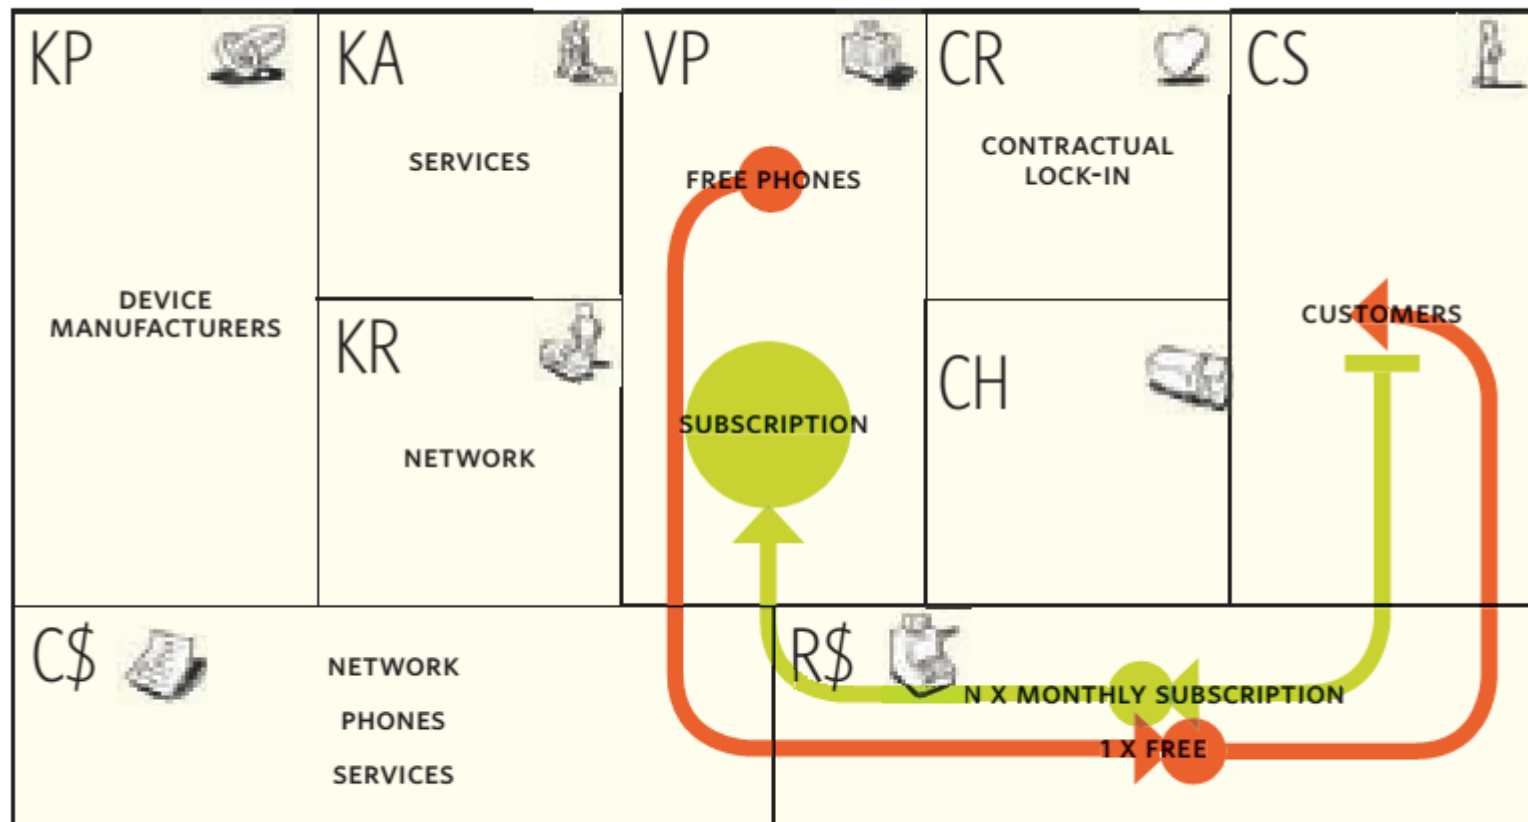 KP
KA
VP
CR
CS
SERVICES
CONTRACTUAL
LOCK-IN
FREE PHONES
DEVICE
MANUFACTURERS
CUSTOMERS
KR
CH
SUBSCRIPTION
NETWORK
C$
R$
NETWORK
PHONES
SERVICES
N X MONTHLY SUBSCRIPTION
1 X FREE